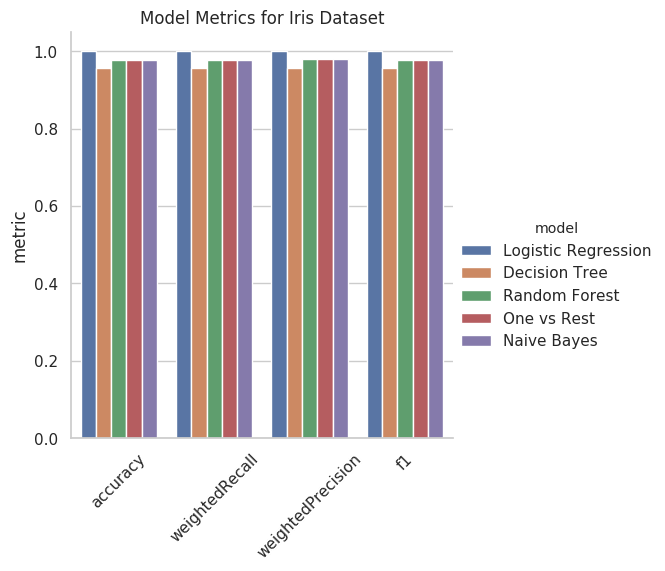 Model Metrics for Iris Dataset
1.0
0.8
0.6
0.4
0.2
0.0
metric
accuracy
weightedRecall
weightedPrecision
f1
model
Logistic Regression
Decision Tree
Random Forest
One vs Rest
Naive Bayes